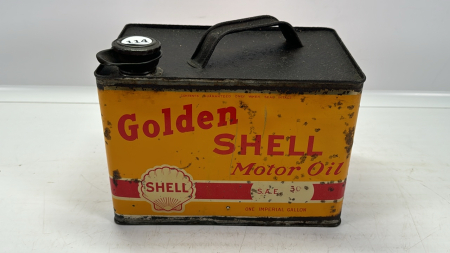 114
Golden
SHELL
Motor Oil
SHELL
S.A.E. 30
ONE IMPERIAL GALLON